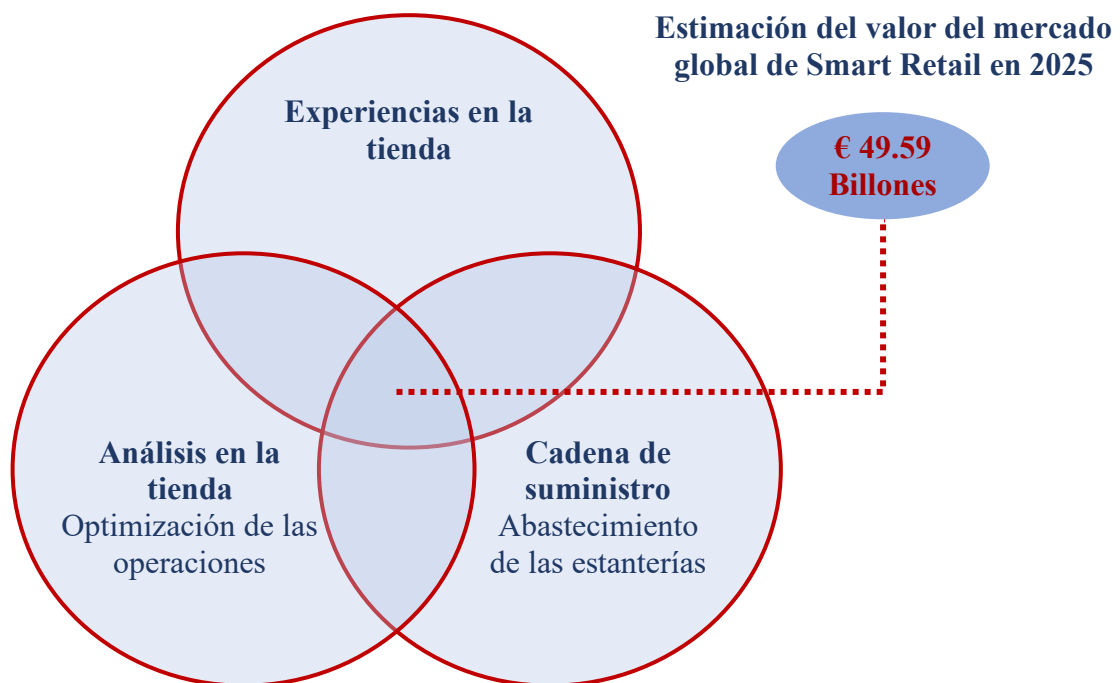 Estimación del valor del mercado
global de Smart Retail en 2025
€ 49.59
Billones
Experiencias en la
tienda
Análisis en la
tienda
Optimización de las
operaciones
Cadena de
suministro
Abastecimiento
de las estanterías